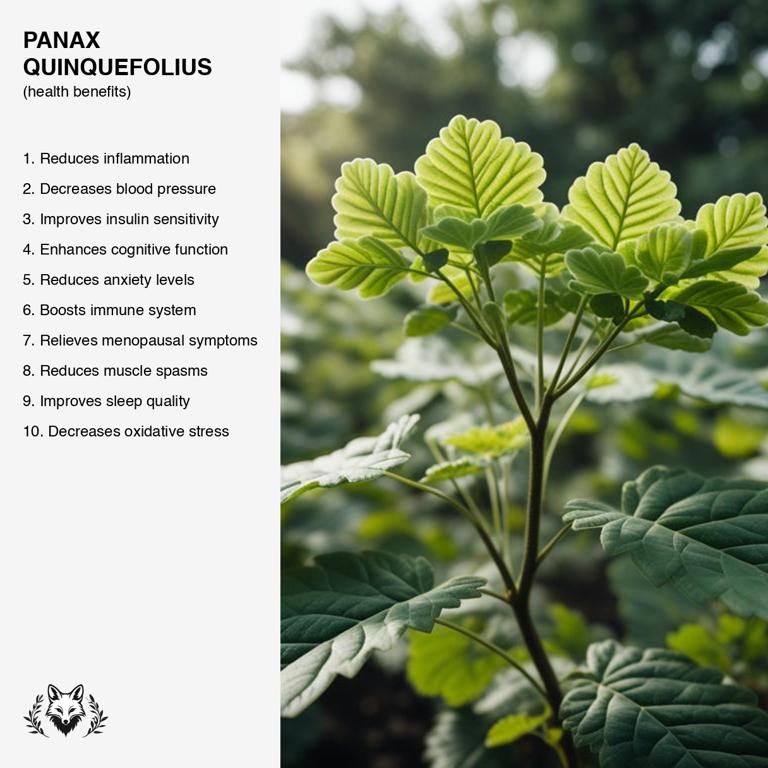 PANAX
QUINQUEFOLIUS
(health benefits)
1. Reduces inflammation
2. Decreases blood pressure
3. Improves insulin sensitivity
4. Enhances cognitive function
5. Reduces anxiety levels
6. Boosts immune system
7. Relieves menopausal symptoms
8. Reduces muscle spasms
9. Improves sleep quality
10. Decreases oxidative stress